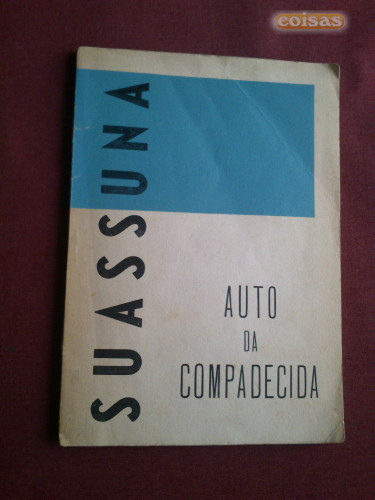 coisas
SUASSUNA
AUTO
DA
COMPADECIDA